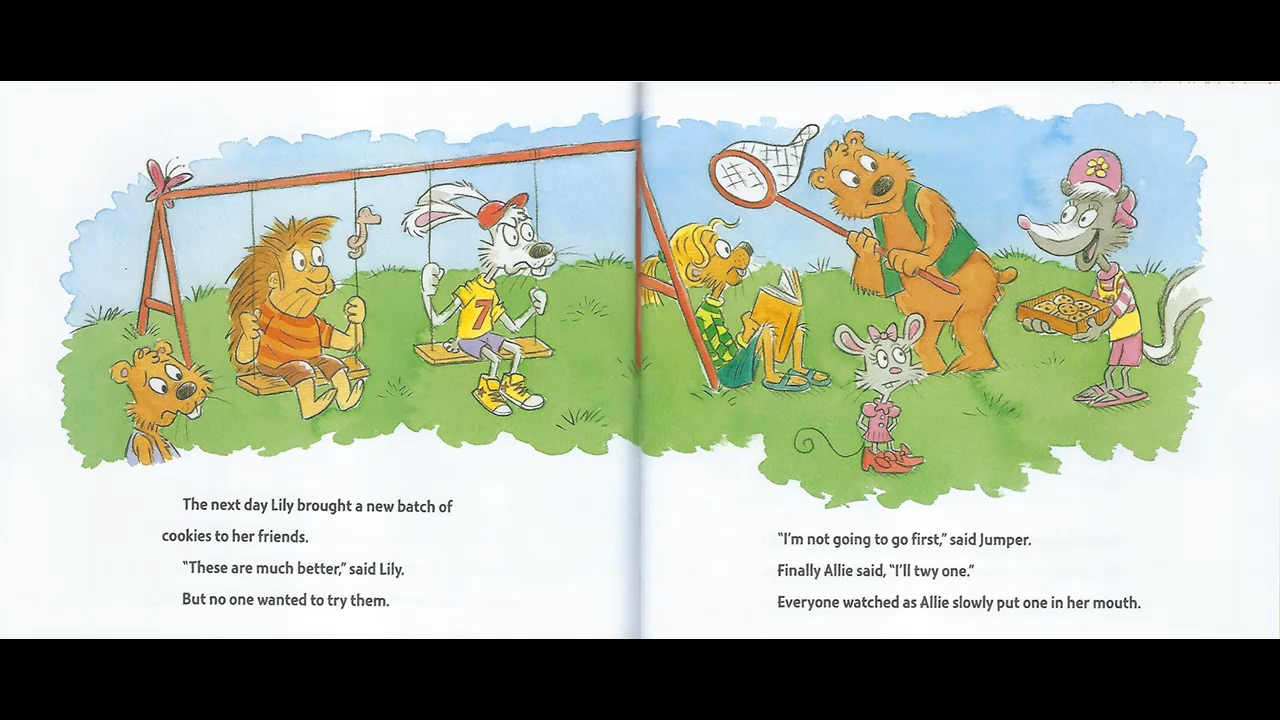 7
The next day Lily brought a new batch of
cookies to her friends.
“These are much better,” said Lily.
But no one wanted to try them.
“I’m not going to go first,” said Jumper.
Finally Allie said, “I’ll twy one.”
Everyone watched as Allie slowly put one in her mouth.